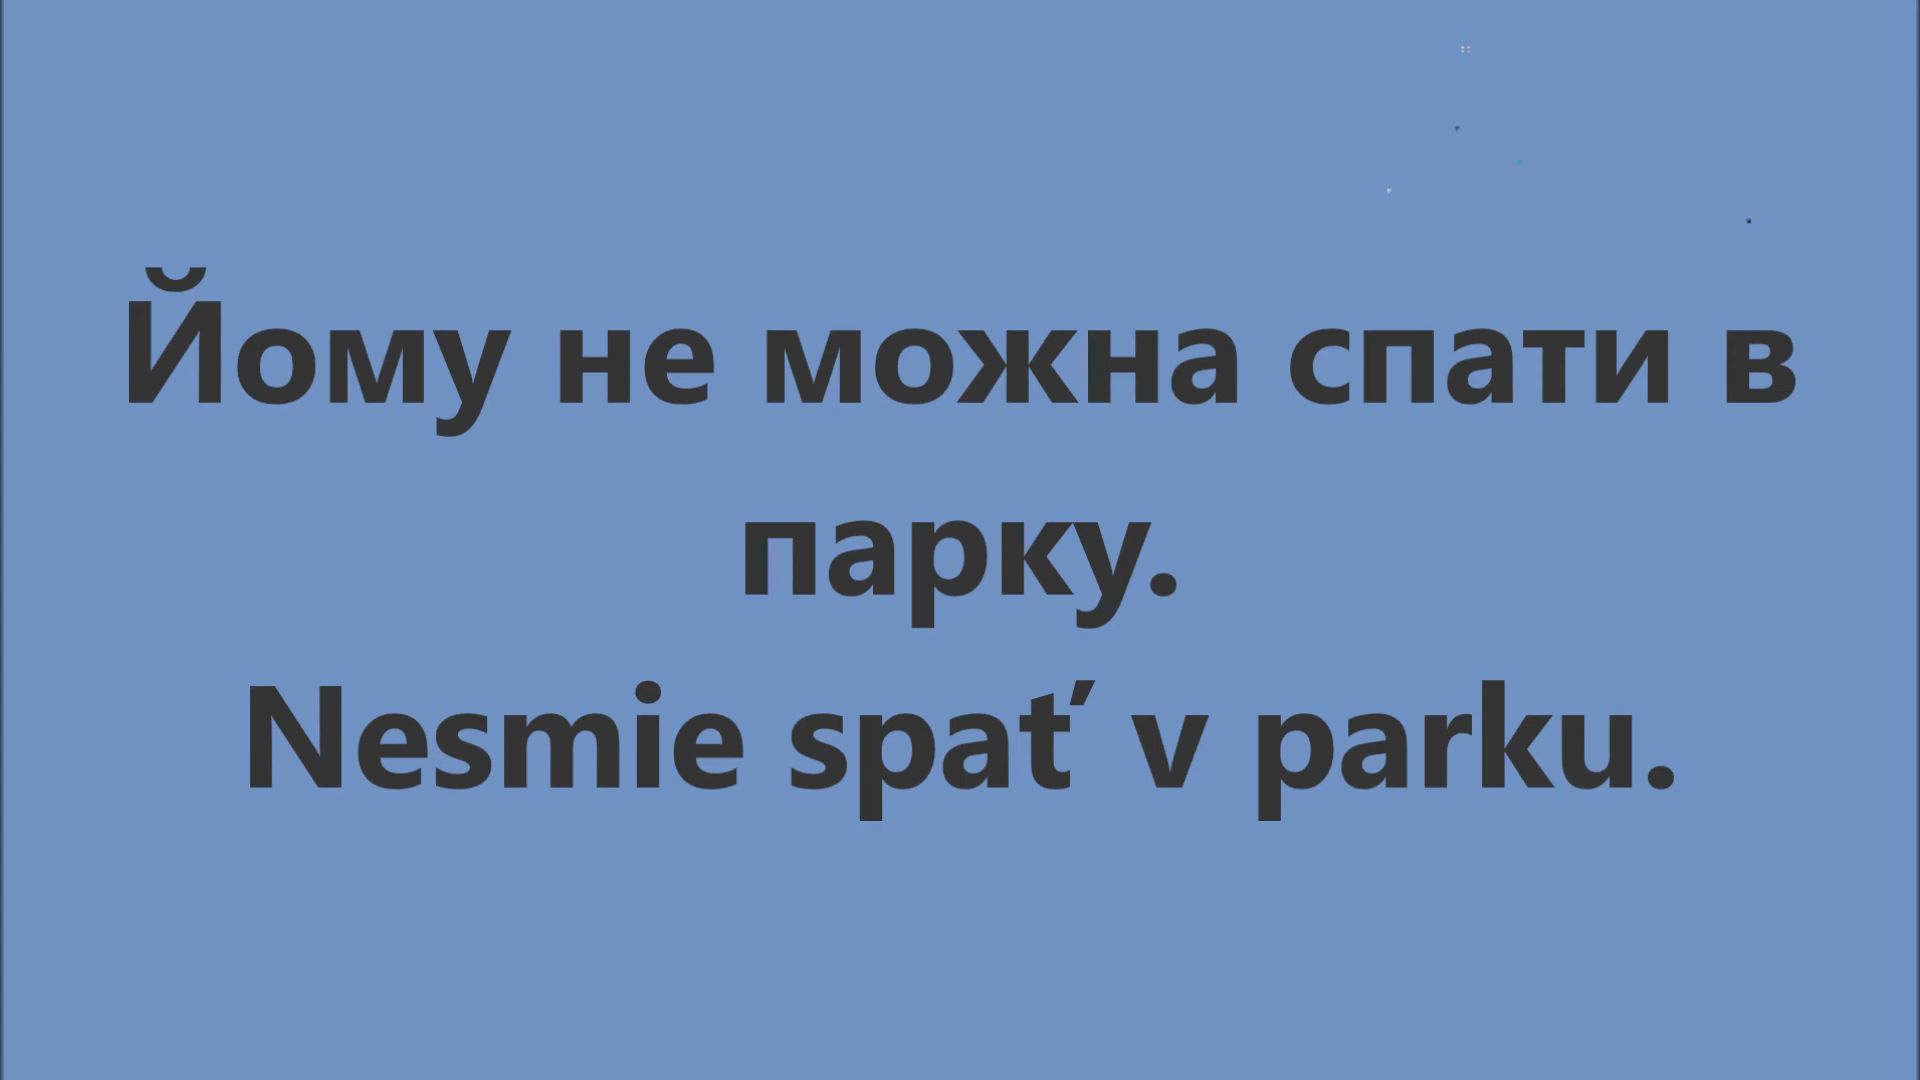 Йому не можна спати в
парку.
Nesmie spať v parku.